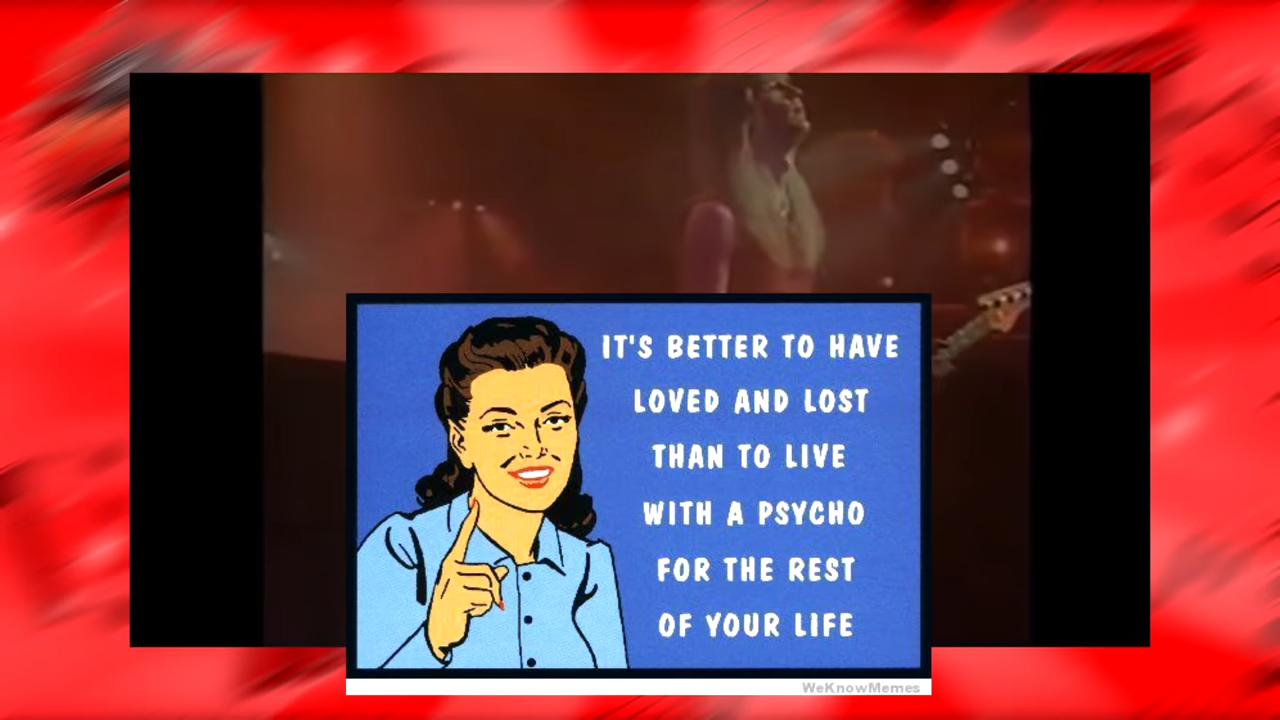 IT'S BETTER TO HAVE
LOVED AND LOST
THAN TO LIVE
WITH A PSYCHO
FOR THE REST
OF YOUR LIFE
WeKnowMemes